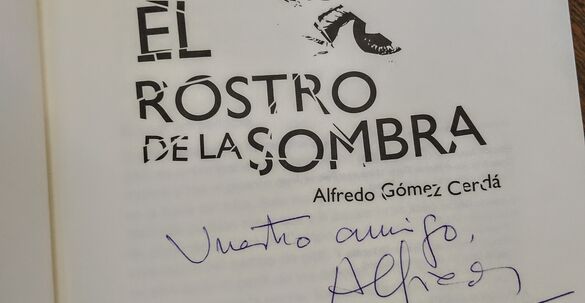 EL
ROSTRO
DE LA SOMBRA
Alfredo Gómez Cerdá
Vuestro amigo,
Alfredo